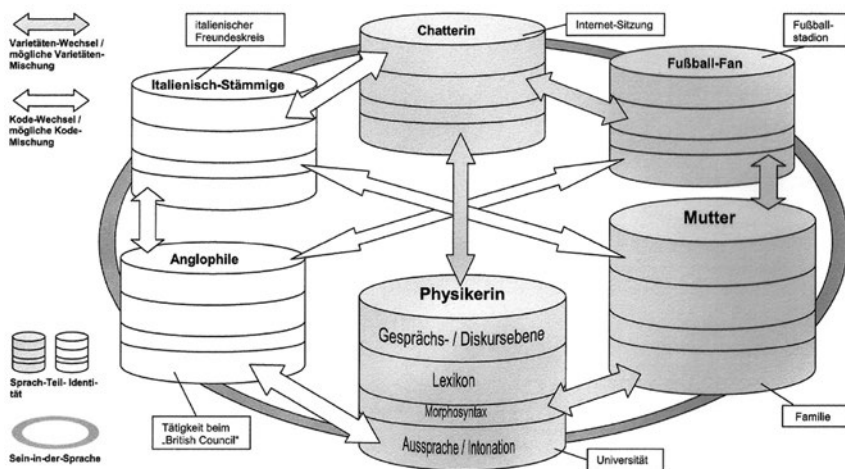 Varietäten-Wechsel /
mögliche Varietäten-
Mischung
Kode-Wechsel /
mögliche Kode-
Mischung
italienischer
Freundeskreis
Italienisch-Stämmige
Chatterin
Internet-Sitzung
Fußball-Fan
Fußball-
stadion
Anglophile
Physikerin
Gesprächs- / Diskursebene
Lexikon
Morphosyntax
Aussprache / Intonation
Mutter
Sprach-Teil- Identi-
tät
Sein-in-der-Sprache
Tätigkeit beim
„British Council"
Universität
Familie